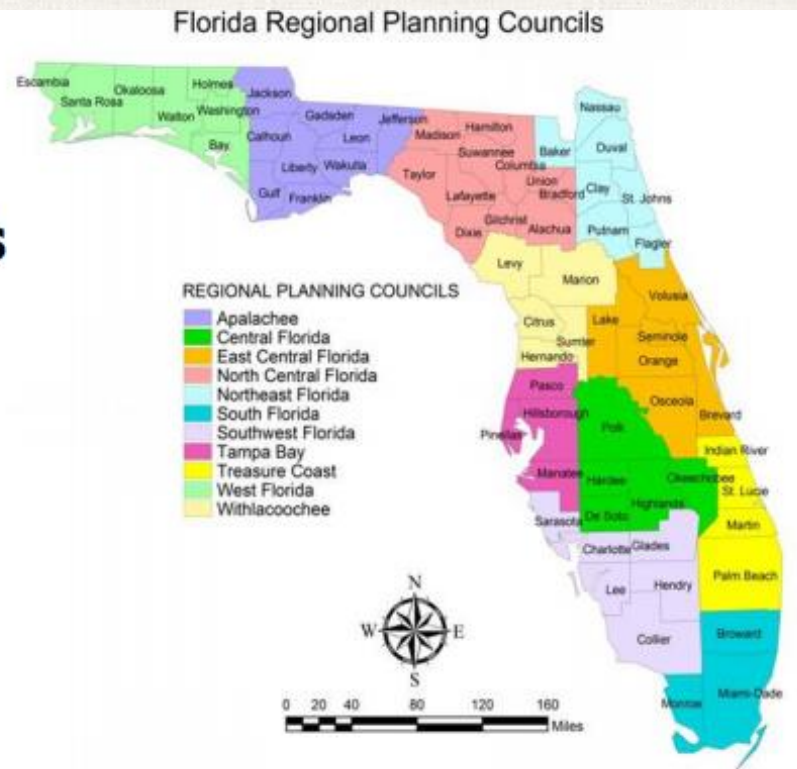 Florida Regional Planning Councils
Escambia
Santa Rosa
Okaloosa
Walton
Holmes
Washington
Bay
Jackson
Calhoun
Gulf
Gadsden
Liberty
Franklin
Leon
Wakulla
Jefferson
Madison
Taylor
Hamilton
Suwannee
Columbia
Lafayette
Dixie
Gilchrist
Union
Bradford
Alachua
Baker
Nassau
Duval
Clay
St. Johns
Putnam
Flagler
s
Levy
Marion
Citrus
Sumter
Hernando
Lake
Volusia
Seminole
Orange
Osceola
Brevard
Pasco
Hillsborough
Pinellas
Manatee
Polk
Hardee
Highlands
De Soto
Okeechobee
Indian River
St. Lucie
Martin
Palm Beach
Sarasota
Charlotte
Glades
Lee
Hendry
Collier
Broward
Miami-Dade
Monroe
REGIONAL PLANNING COUNCILS
Apalachee
Central Florida
East Central Florida
North Central Florida
Northeast Florida
South Florida
Southwest Florida
Tampa Bay
Treasure Coast
West Florida
Withlacoochee
N
W E
S
0 20 40 80 120 160
Miles